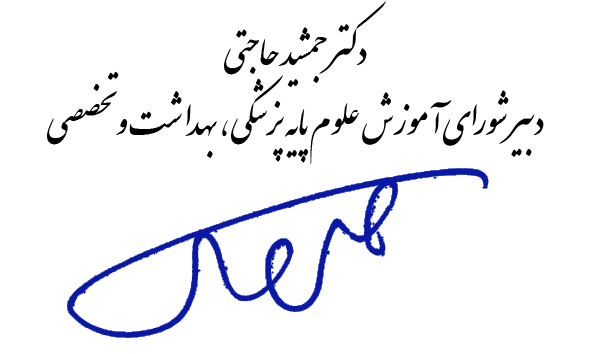 دکتر جمشید حاجتی
دبیر شورای آموزش علوم پایه پزشکی، بهداشت و تخصصی